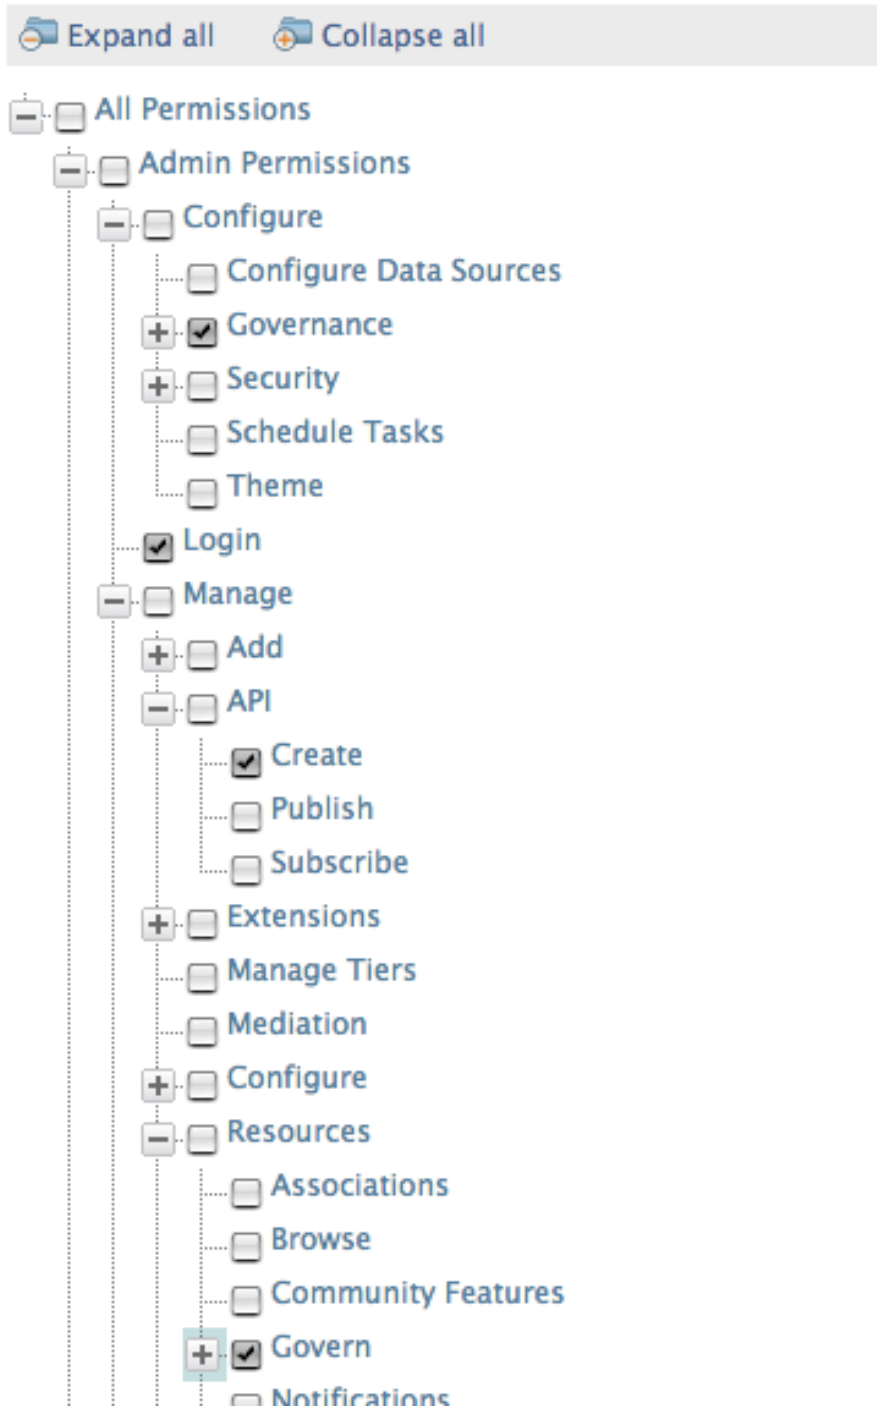 Expand all Collapse all
All Permissions
Admin Permissions
Configure
Configure Data Sources
Governance
Security
Schedule Tasks
Theme
Login
Manage
Add
API
Create
Publish
Subscribe
Extensions
Manage Tiers
Mediation
Configure
Resources
Associations
Browse
Community Features
Govern
Notifications